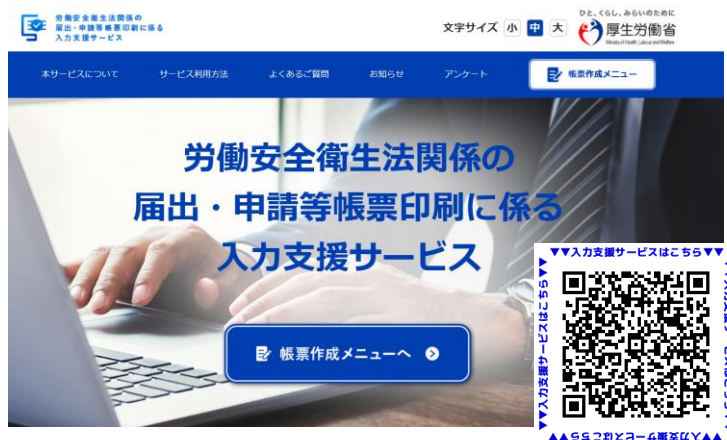 労働安全衛生法関係の
届出・申請等帳票印刷に係る
入力支援サービス
文字サイズ 小 中 大
ひと、くらし、みらいのために
厚生労働省
Ministry of Health, Labour and Welfare
本サービスについて サービス利用方法 よくあるご質問 お知らせ アンケート 帳票作成メニュー
労働安全衛生法関係の
届出・申請等帳票印刷に係る
入力支援サービス
帳票作成メニューへ
▼▼入力支援サービスはこちら▼▼
▼▼入力支援サービスはこちら▼▼
▼▼入力支援サービスはこちら▼▼